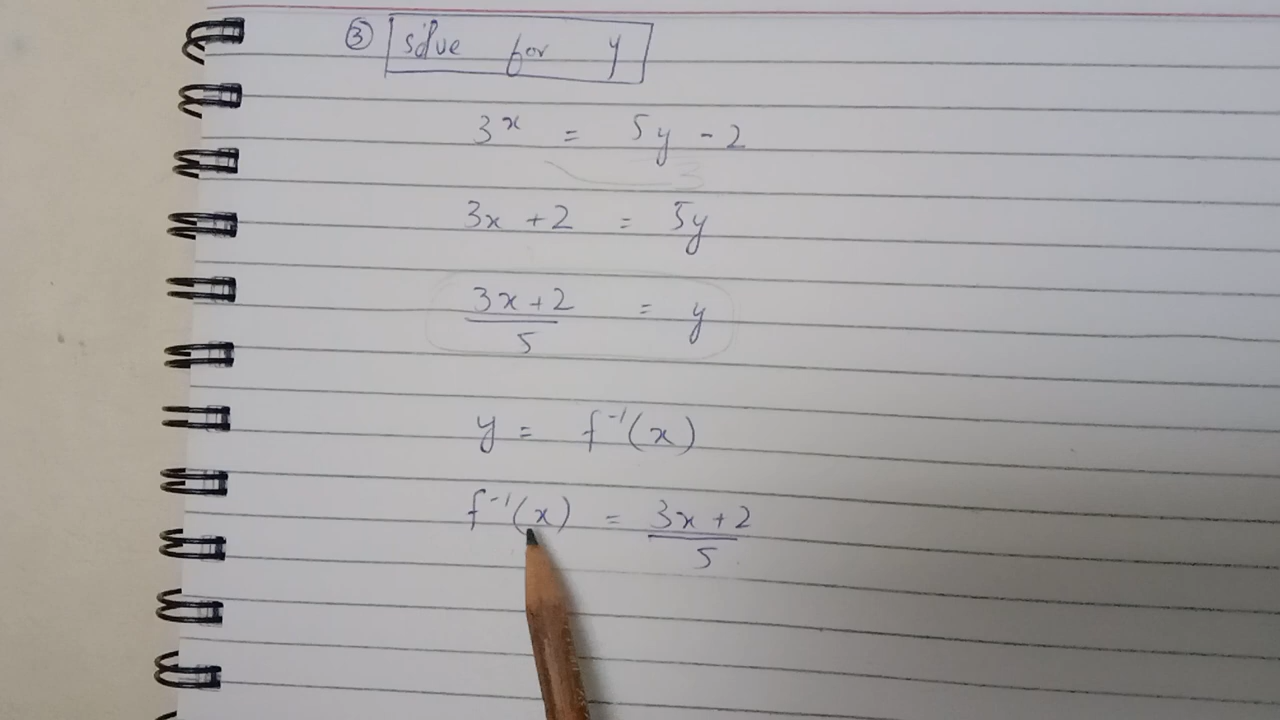 ③ solve for y
3x = 5y - 2
3x + 2 = 5y
3x + 2 / 5 = y
y = f⁻¹(x)
f⁻¹(x) = 3x + 2 / 5